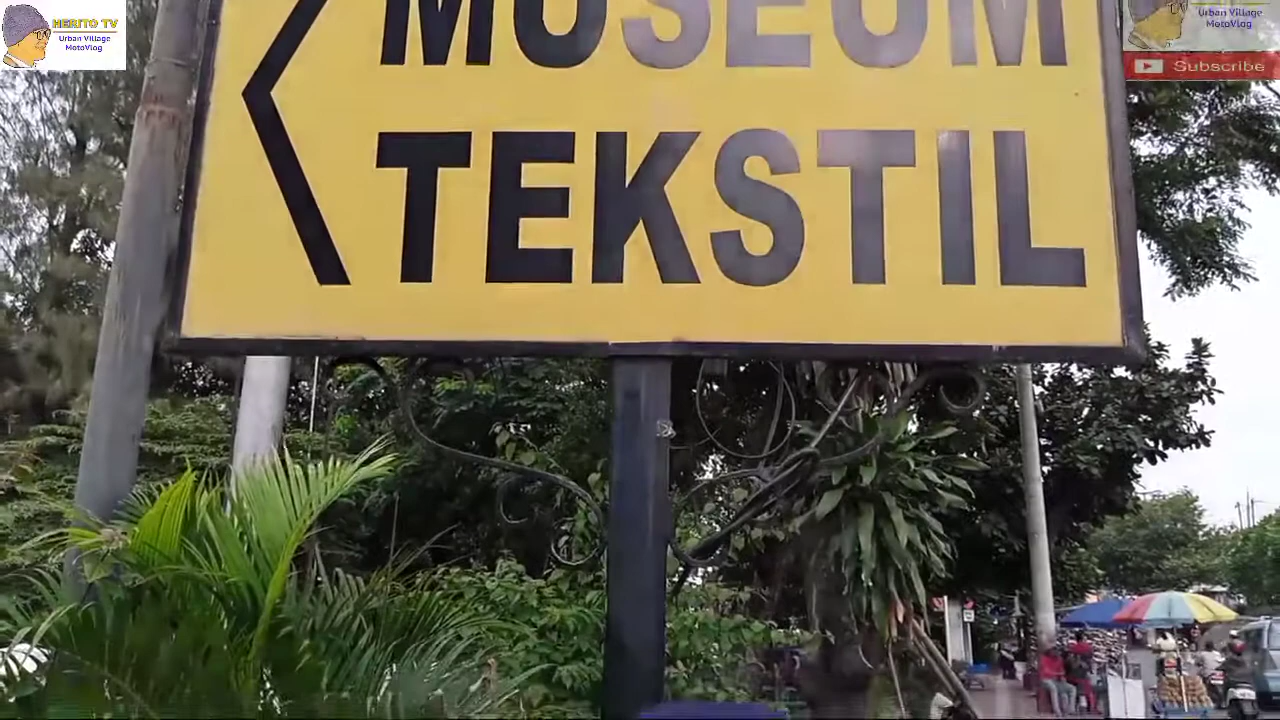 HERITO TV
Urban Village
MotoVlog
Urban Village
MotoVlog
Subscribe
MUSEUM
TEKSTIL